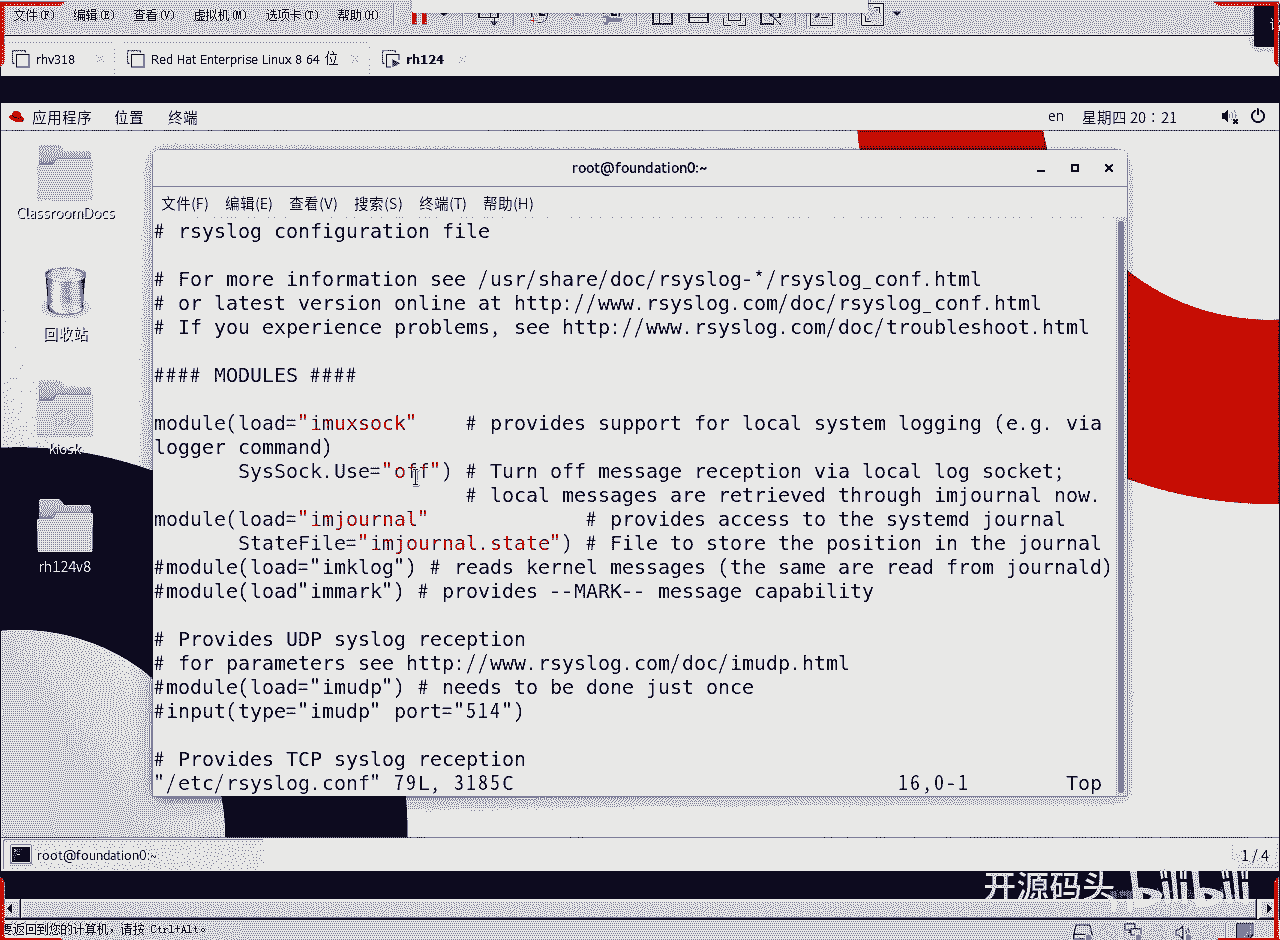 文件(F) 编辑(E) 查看(V) 虚拟机(M) 选项卡(T) 帮助(H)
rhv318 × Red Hat Enterprise Linux 8 64 位 × rh124 ×
应用程序 位置 终端 en 星期四 20：21
ClassroomDocs
回收站
kiosk
rh124v8
root@foundation0:~
文件(F) 编辑(E) 查看(V) 搜索(S) 终端(T) 帮助(H)
# rsyslog configuration file
# For more information see /usr/share/doc/rsyslog-*/rsyslog_conf.html
# or latest version online at http://www.rsyslog.com/doc/rsyslog_conf.html
# If you experience problems, see http://www.rsyslog.com/doc/troubleshoot.html
#### MODULES ####
module(load="imuxsock"    # provides support for local system logging (e.g. via
logger command)
       SysSock.Use="off") # Turn off message reception via local log socket;
                          # local messages are retrieved through imjournal now.
module(load="imjournal"             # provides access to the systemd journal
       StateFile="imjournal.state") # File to store the position in the journal
#module(load="imklog") # reads kernel messages (the same are read from journald)
#module(load"immark") # provides --MARK-- message capability
# Provides UDP syslog reception
# for parameters see http://www.rsyslog.com/doc/imudp.html
#module(load="imudp") # needs to be done just once
#input(type="imudp" port="514")
# Provides TCP syslog reception
"/etc/rsyslog.conf" 79L, 3185C 16,0-1 Top
root@foundation0:~ 1 / 4
开源码头 bilibili
要返回到您的计算机，请按 Ctrl+Alt。